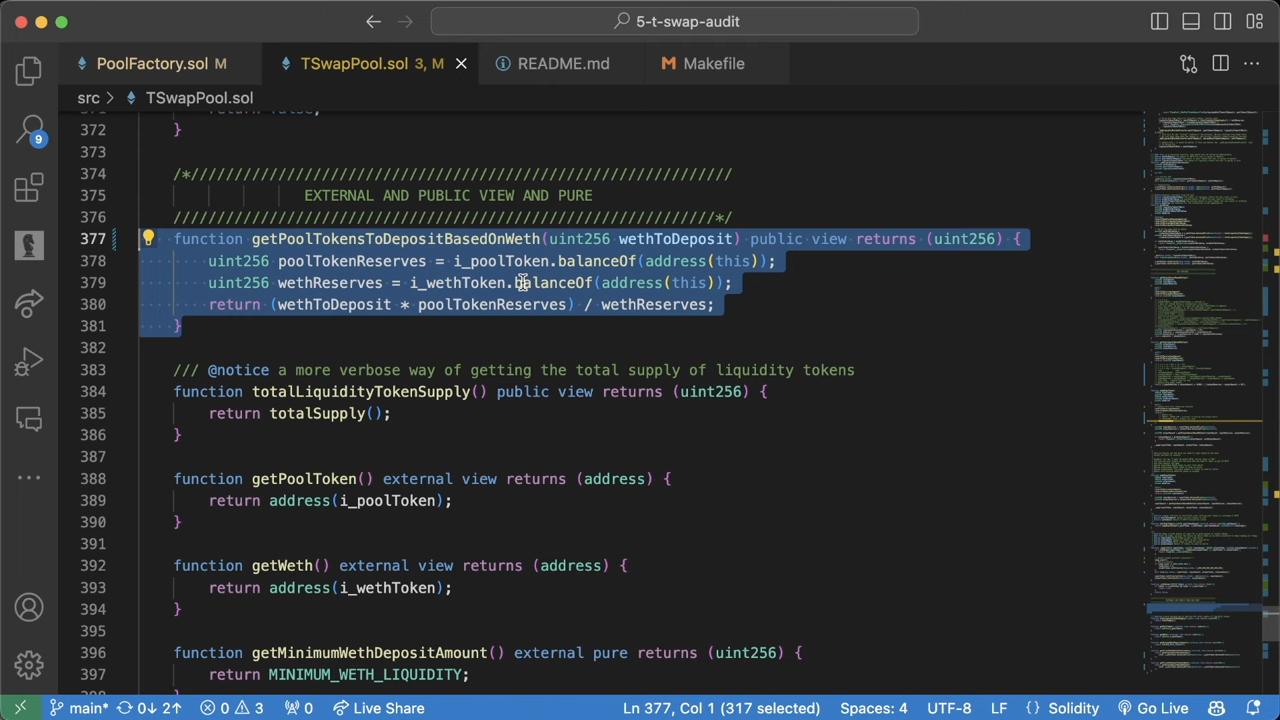 5-t-swap-audit
PoolFactory.sol M
TSwapPool.sol 3, M
README.md
Makefile
src > TSwapPool.sol
9
372 }
373
374 /*//////////////////////////////////////////////////////////////
375 EXTERNAL AND PUBLIC VIEW AND PURE
376 //////////////////////////////////////////////////////////////*/
377 function getPoolTokensToDepositBasedOnWeth(uint256 wethToDeposit) public view returns (uint256) {
378 uint256 poolTokenReserves = i_poolToken.balanceOf(address(this));
379 uint256 wethReserves = i_wethToken.balanceOf(address(this));
380 return (wethToDeposit * poolTokenReserves) / wethReserves;
381 }
382
383 /// @notice a more verbose way of getting the total supply of liquidity tokens
384 function totalLiquidityTokenSupply() external view returns (uint256) {
385 return totalSupply();
386 }
387
388 function getPoolToken() external view returns (address) {
389 return address(i_poolToken);
390 }
391
392 function getWeth() external view returns (address) {
393 return address(i_wethToken);
394 }
395
396 function getMinimumWethDepositAmount() external pure returns (uint256) {
397 return MINIMUM_WETH_LIQUIDITY;
main* 0↓ 2↑ 0 3 0 Live Share Ln 377, Col 1 (317 selected) Spaces: 4 UTF-8 LF {} Solidity Go Live